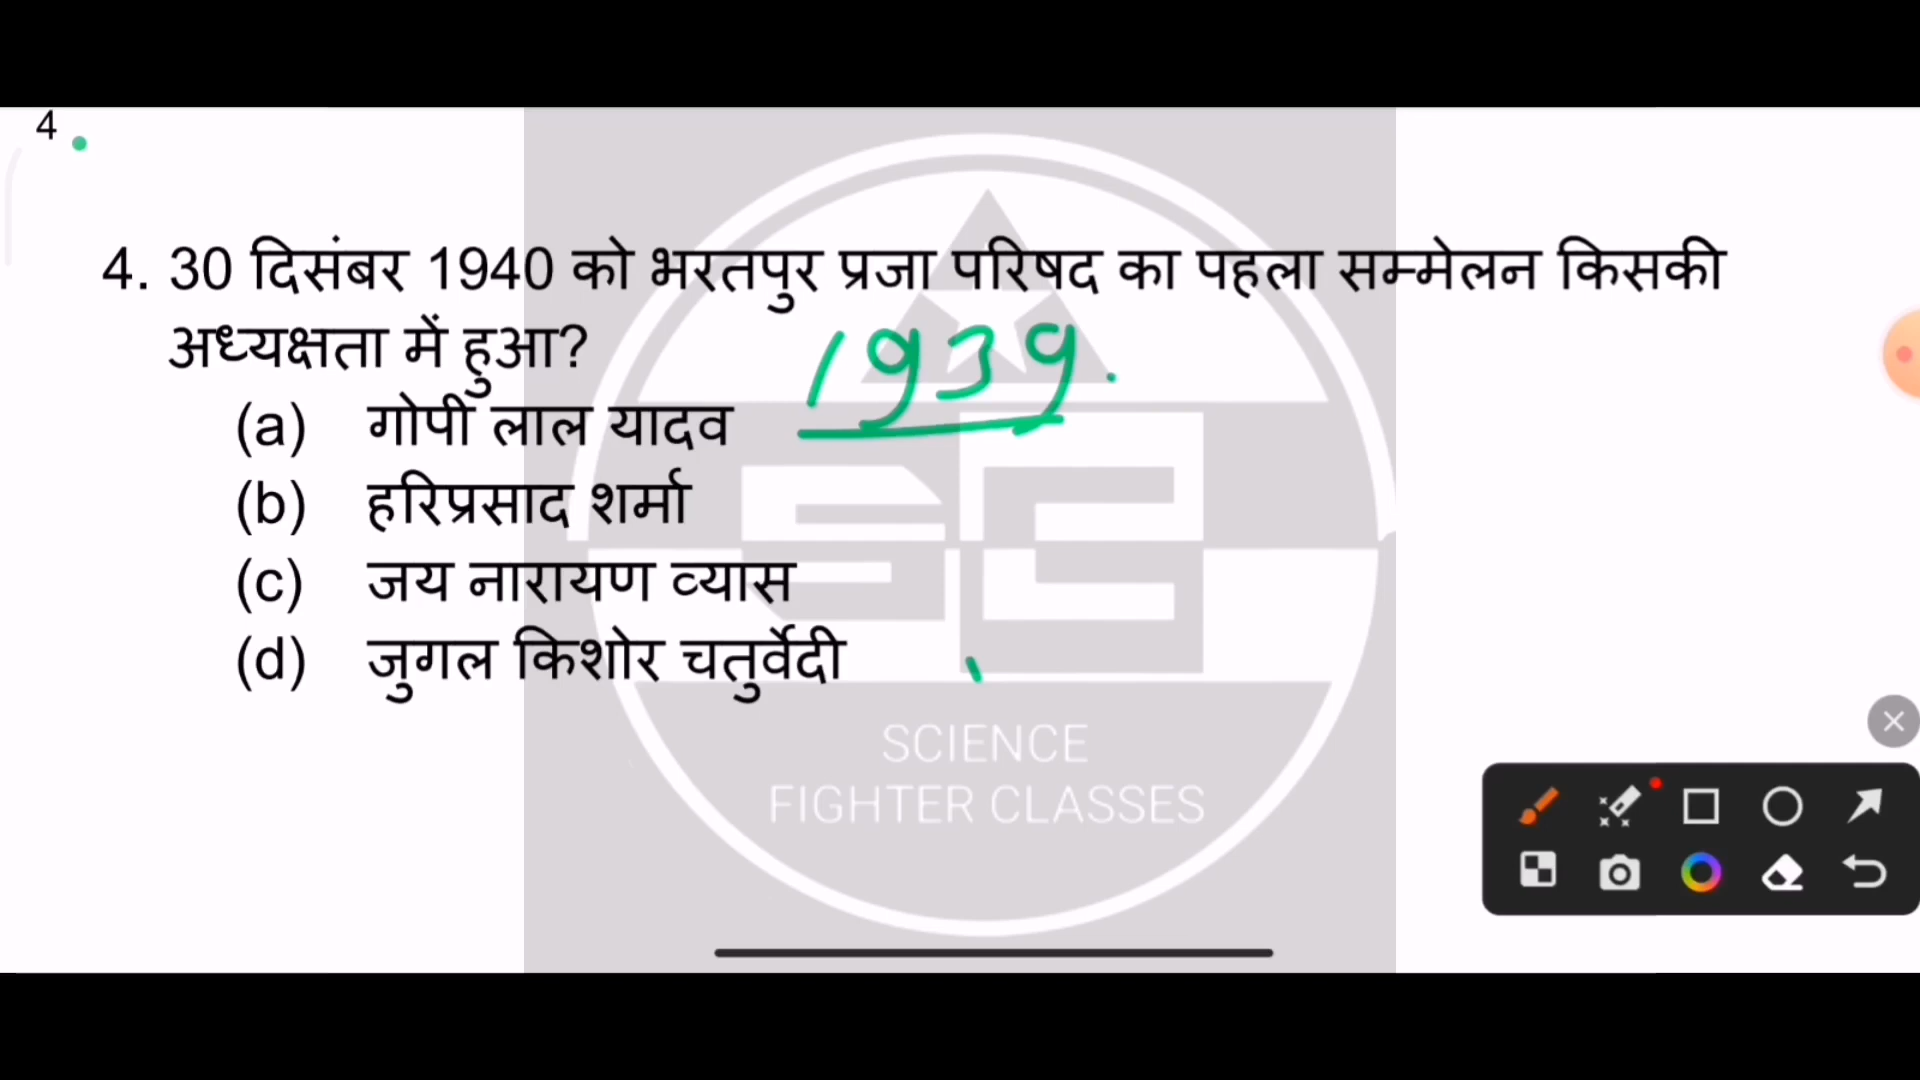 4
4. 30 दिसंबर 1940 को भरतपुर प्रजा परिषद का पहला सम्मेलन किसकी
अध्यक्षता में हुआ?
1939.
(a) गोपी लाल यादव
(b) हरिप्रसाद शर्मा
(c) जय नारायण व्यास
(d) जुगल किशोर चतुर्वेदी
SCIENCE
FIGHTER CLASSES